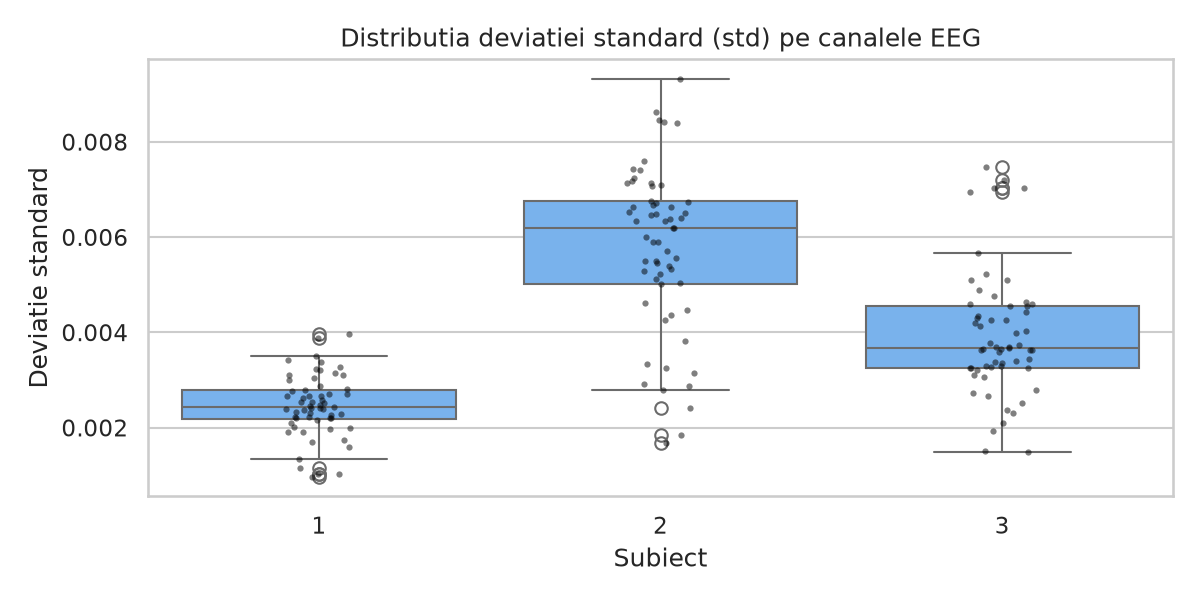 Distributia deviatiei standard (std) pe canalele EEG
Deviatie standard
0.008
0.006
0.004
0.002
1 2 3
Subiect